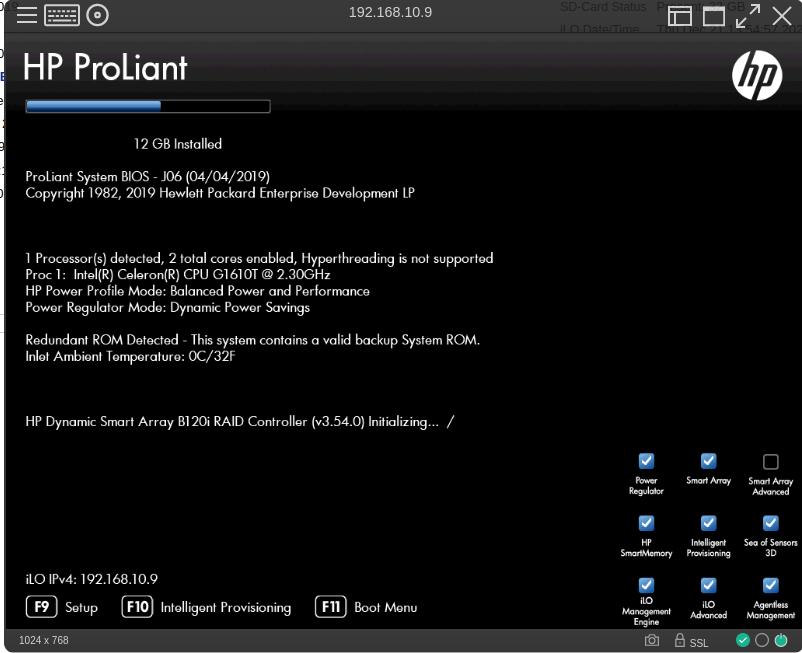 192.168.10.9
SD-Card Status
iLO Date/Time
HP ProLiant
hp
12 GB Installed
ProLiant System BIOS - J06 (04/04/2019)
Copyright 1982, 2019 Hewlett Packard Enterprise Development LP
1 Processor(s) detected, 2 total cores enabled, Hyperthreading is not supported
Proc 1: Intel(R) Celeron(R) CPU G1610T @ 2.30GHz
HP Power Profile Mode: Balanced Power and Performance
Power Regulator Mode: Dynamic Power Savings
Redundant ROM Detected - This system contains a valid backup System ROM.
Inlet Ambient Temperature: 0C/32F
HP Dynamic Smart Array B120i RAID Controller (v3.54.0) Initializing... /
Power
Regulator
Smart Array
Smart Array
Advanced
HP
SmartMemory
Intelligent
Provisioning
Sea of Sensors
3D
iLO
Management
Engine
iLO
Advanced
Agentless
Management
iLO IPv4: 192.168.10.9
F9 Setup F10 Intelligent Provisioning F11 Boot Menu
1024 x 768
SSL